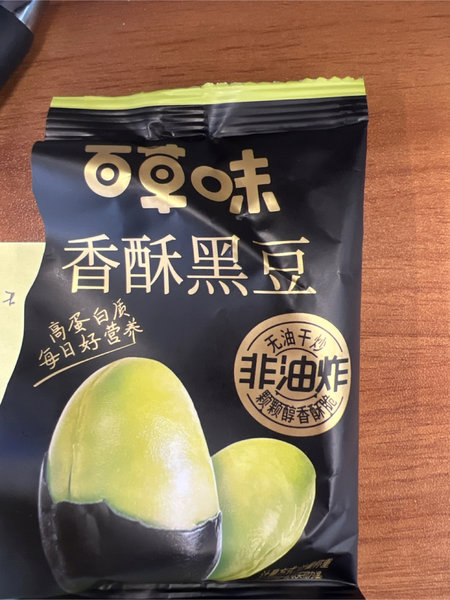 百草味
香酥黑豆
高蛋白质
每日好营养
无油干炒
非油炸
颗颗醇香酥脆